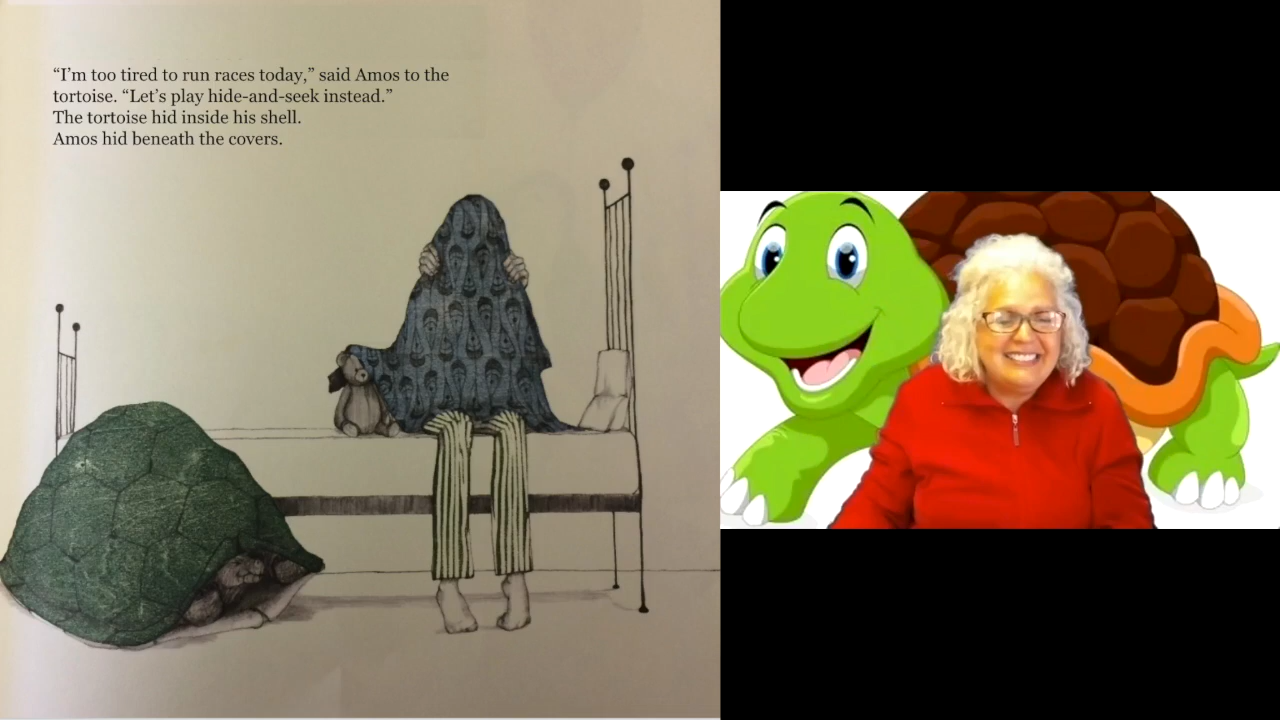 “I’m too tired to run races today,” said Amos to the
tortoise. “Let’s play hide-and-seek instead.”
The tortoise hid inside his shell.
Amos hid beneath the covers.